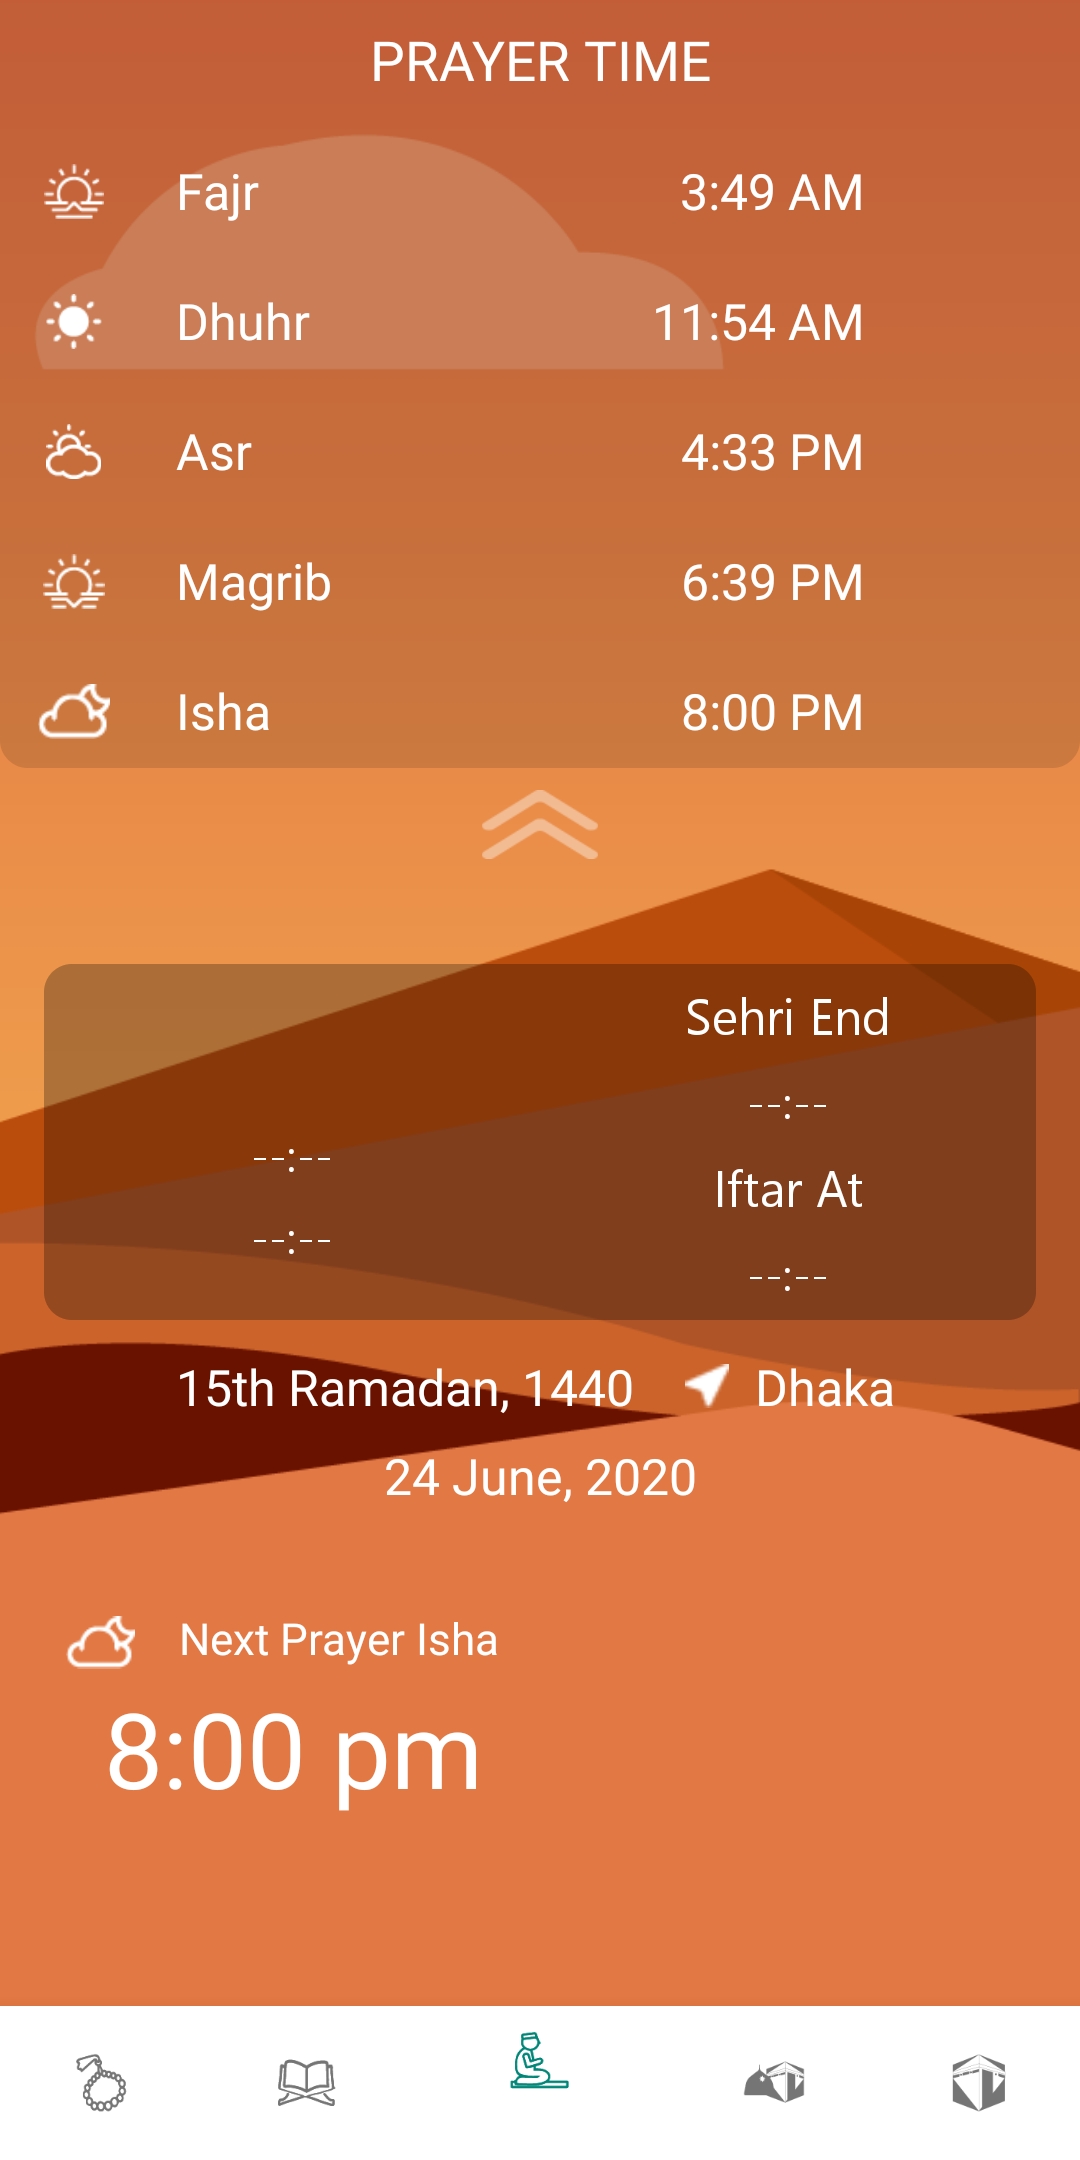 PRAYER TIME
Fajr 3:49 AM
Dhuhr 11:54 AM
Asr 4:33 PM
Magrib 6:39 PM
Isha 8:00 PM
Sehri End
--:--
--:--
Iftar At
--:--
--:--
15th Ramadan, 1440 Dhaka
24 June, 2020
Next Prayer Isha
8:00 pm